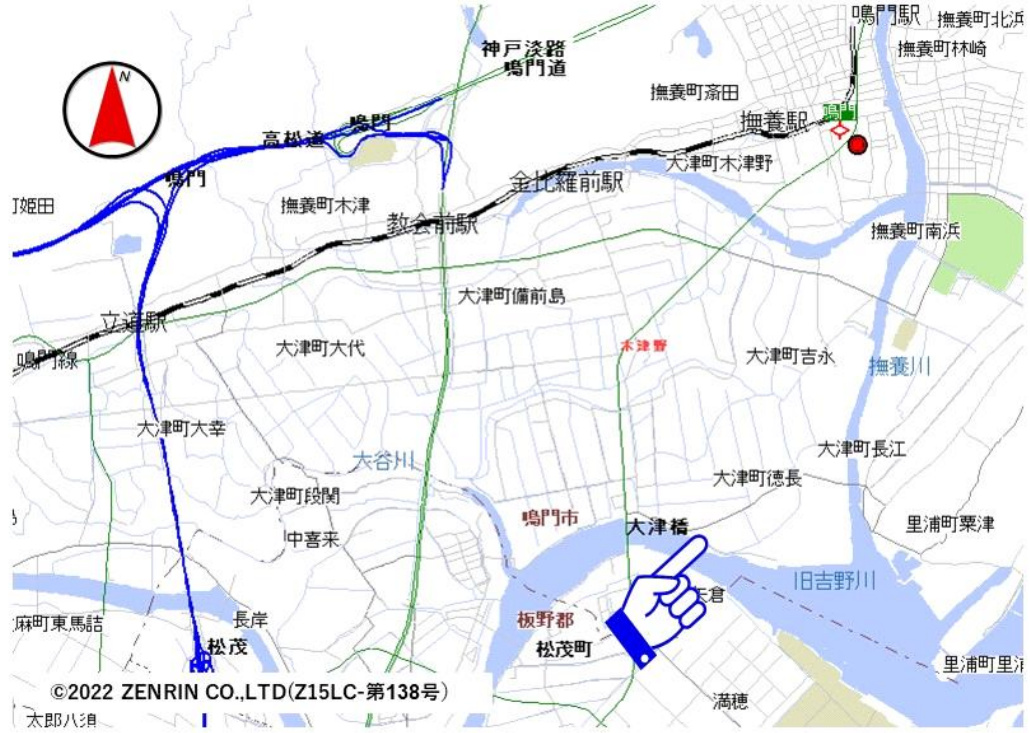 鳴門駅
撫養町北浜
神戸淡路
鳴門道
撫養町林崎
N
撫養町斎田
鳴門
鳴門
撫養駅
高松道
大津町木津野
鳴門
金比羅前駅
撫養町木津
教会前駅
撫養町南浜
大津町備前島
立道駅
大津町大代
木津野
大津町吉永
鳴門線
撫養川
大津町大幸
大津町長江
大谷川
大津町徳長
大津町段関
鳴門市
大津橋
里浦町粟津
中喜来
旧吉野川
矢倉
長岸
板野郡
松茂
松茂町
満穂
©2022 ZENRIN CO.,LTD(Z15LC-第138号)
太郎八須